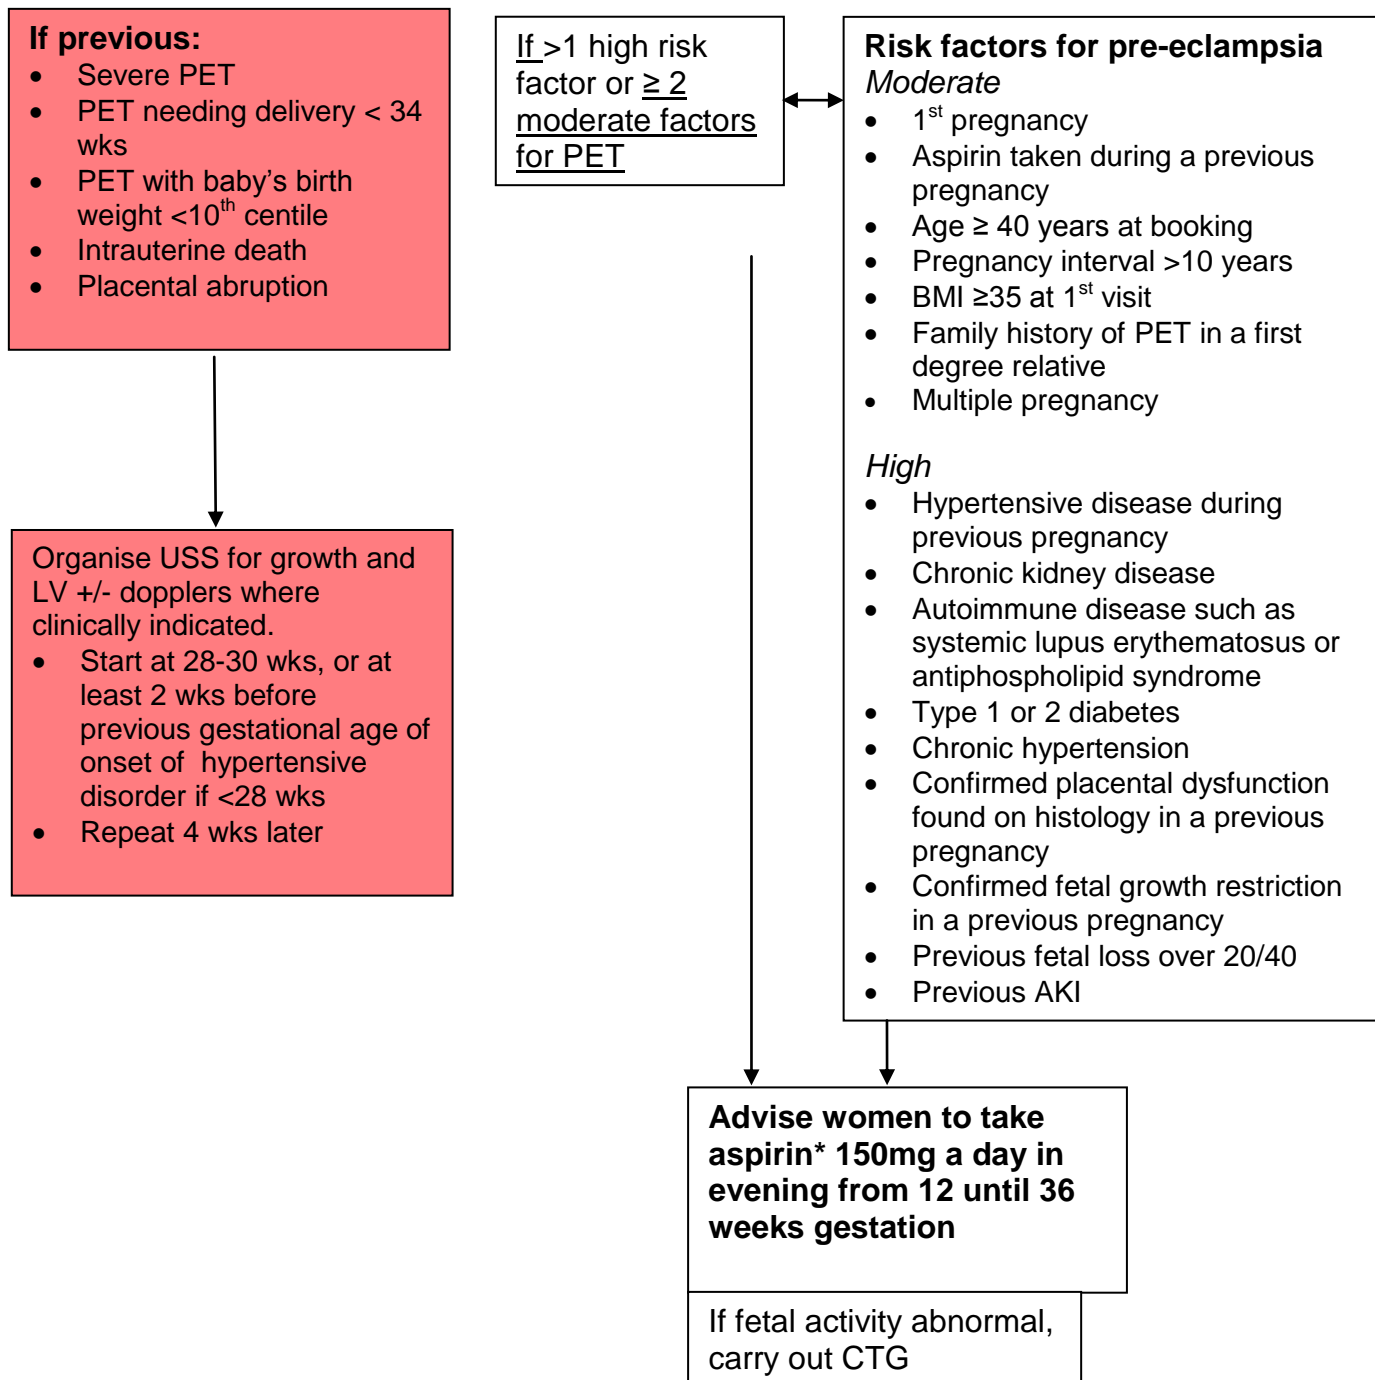 If previous:
• Severe PET
• PET needing delivery < 34
wks
• PET with baby's birth
weight <10th centile
• Intrauterine death
• Placental abruption
Organise USS for growth and
LV +/- dopplers where
clinically indicated.
• Start at 28-30 wks, or at
least 2 wks before
previous gestational age of
onset of hypertensive
disorder if <28 wks
• Repeat 4 wks later
If >1 high risk
factor or ≥ 2
moderate factors
for PET
Risk factors for pre-eclampsia
Moderate
• 1st pregnancy
• Aspirin taken during a previous
pregnancy
• Age ≥ 40 years at booking
• Pregnancy interval >10 years
• BMI ≥35 at 1st visit
• Family history of PET in a first
degree relative
• Multiple pregnancy
High
• Hypertensive disease during
previous pregnancy
• Chronic kidney disease
• Autoimmune disease such as
systemic lupus erythematosus or
antiphospholipid syndrome
• Type 1 or 2 diabetes
• Chronic hypertension
• Confirmed placental dysfunction
found on histology in a previous
pregnancy
• Confirmed fetal growth restriction
in a previous pregnancy
• Previous fetal loss over 20/40
• Previous AKI
Advise women to take
aspirin* 150mg a day in
evening from 12 until 36
weeks gestation
If fetal activity abnormal,
carry out CTG